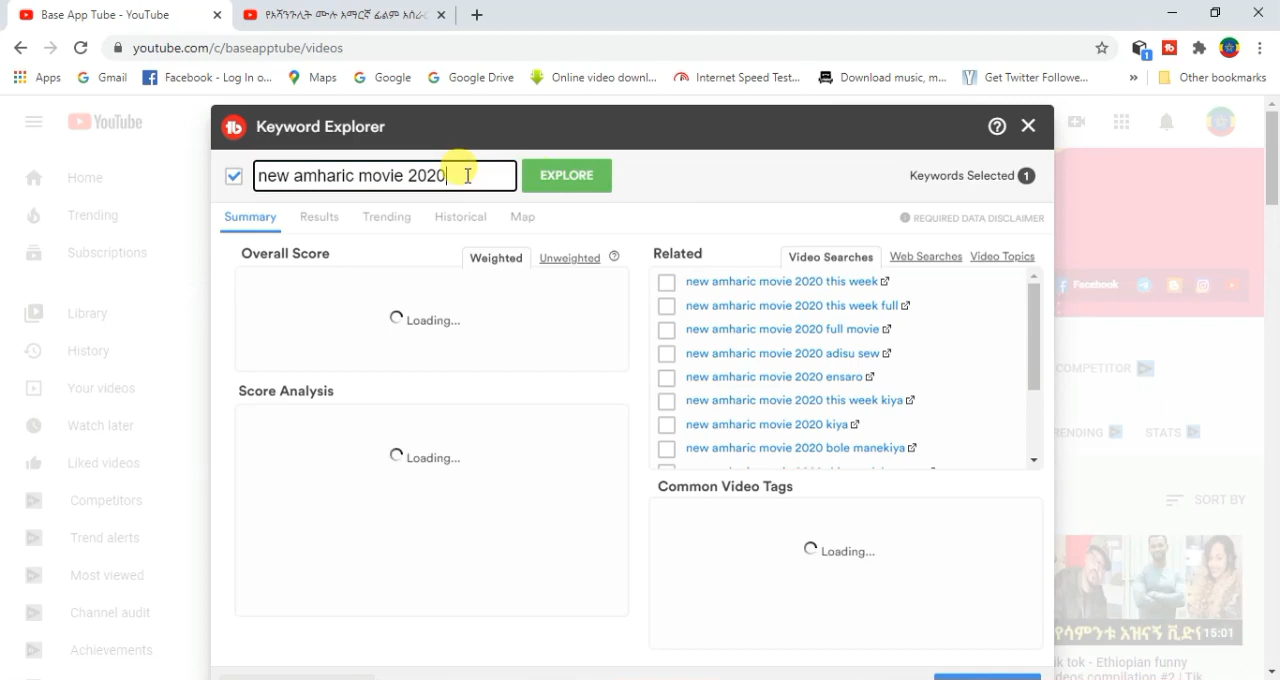 Base App Tube - YouTube
youtube.com/c/baseapptube/videos
Apps
Gmail
Facebook - Log In o...
Maps
Google
Google Drive
Online video downl...
Internet Speed Test...
Download music, m...
Get Twitter Followe...
»
Other bookmarks
YouTube
Home
Trending
Subscriptions
Library
History
Your videos
Watch later
Liked videos
Competitors
Trend alerts
Most viewed
Channel audit
Achievements
Keyword Explorer
new amharic movie 2020
EXPLORE
Keywords Selected 1
Summary
Results
Trending
Historical
Map
REQUIRED DATA DISCLAIMER
Overall Score
Weighted
Unweighted
Loading...
Score Analysis
Loading...
Related
Video Searches
Web Searches
Video Topics
new amharic movie 2020 this week
new amharic movie 2020 this week full
new amharic movie 2020 full movie
new amharic movie 2020 adisu sew
new amharic movie 2020 ensaro
new amharic movie 2020 this week kiya
new amharic movie 2020 kiya
new amharic movie 2020 bole manekiya
Common Video Tags
Loading...
Facebook
COMPETITOR
STATS
SORT BY
15:01
tok - Ethiopian funny
compilation #2 / Tik